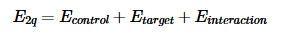 E_{2q} = E_{control} + E_{target} + E_{interaction}